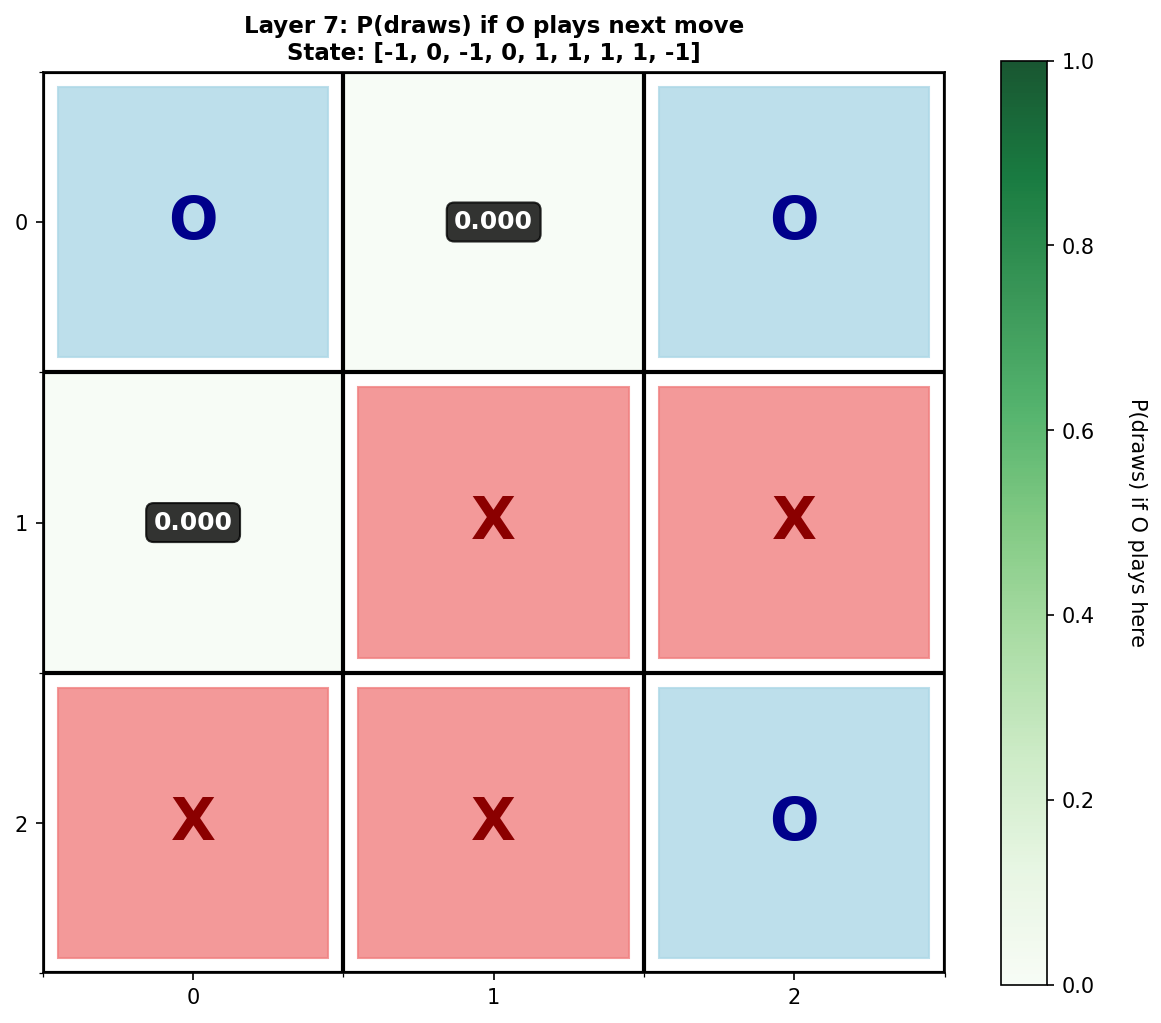 Layer 7: P(draws) if O plays next move
State: [-1, 0, -1, 0, 1, 1, 1, 1, -1]
O
0.000
O
0
0.000
X
X
1
X
X
O
2
0
1
2
1.0
0.8
0.6
0.4
0.2
0.0
P(draws) if O plays here